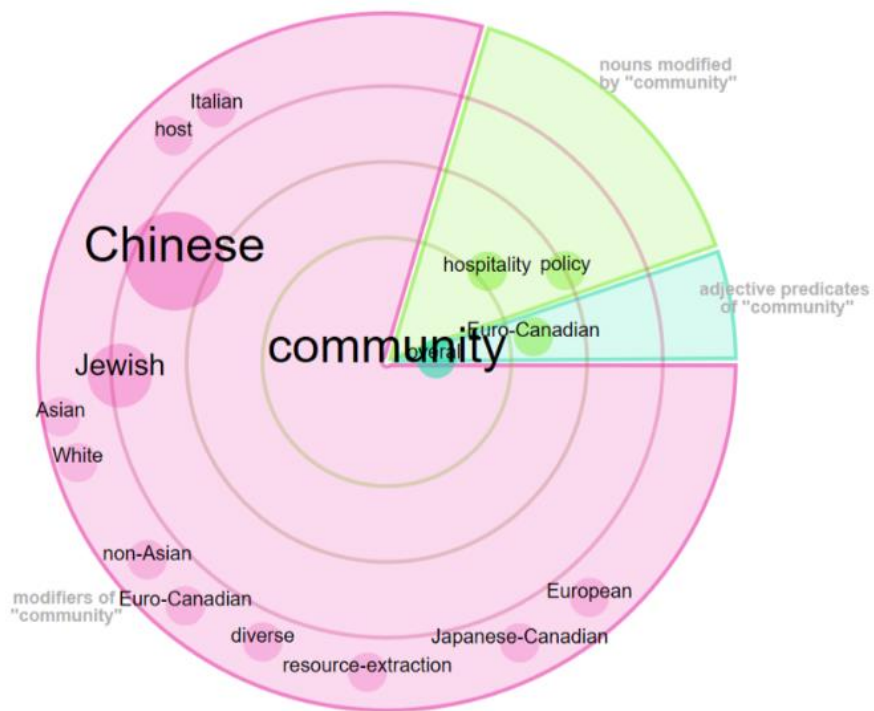 nouns modified
by "community"
Italian
host
Chinese
hospitality
policy
adjective predicates
of "community"
Euro-Canadian
community
overal
Jewish
Asian
White
non-Asian
modifiers of
"community"
Euro-Canadian
European
diverse
Japanese-Canadian
resource-extraction